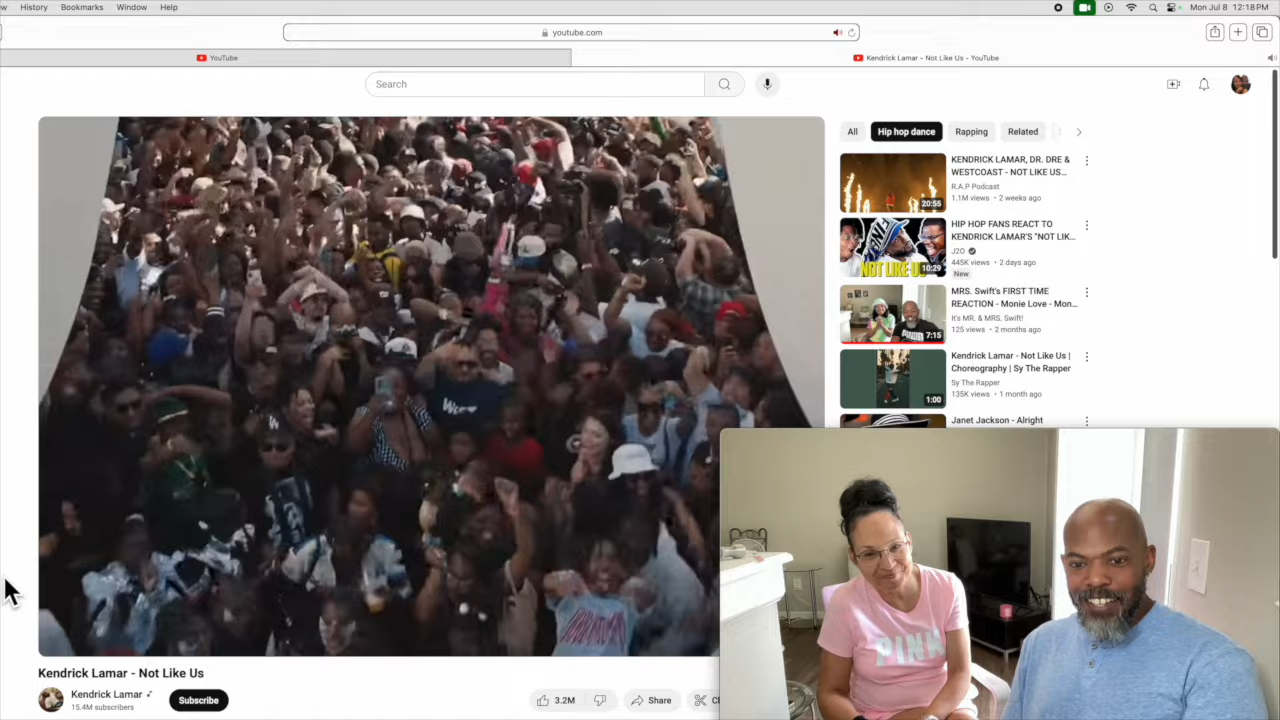 History Bookmarks Window Help
Mon Jul 8 12:18 PM
youtube.com
YouTube
Kendrick Lamar - Not Like Us - YouTube
Search
All
Hip hop dance
Rapping
Related
KENDRICK LAMAR, DR. DRE &
WESTCOAST - NOT LIKE US...
R.A.P Podcast
1.1M views • 2 weeks ago
20:55
HIP HOP FANS REACT TO
KENDRICK LAMAR'S "NOT LIK...
J2O
445K views • 2 days ago
New
NOT LIKE US
10:29
MRS. Swift's FIRST TIME
REACTION - Monie Love - Mon...
It's MR. & MRS. Swift!
125 views • 2 months ago
7:15
Kendrick Lamar - Not Like Us |
Choreography | Sy The Rapper
Sy The Rapper
135K views • 1 month ago
1:00
Janet Jackson - Alright
PINK
Kendrick Lamar - Not Like Us
Kendrick Lamar
15.4M subscribers
Subscribe
3.2M
Share